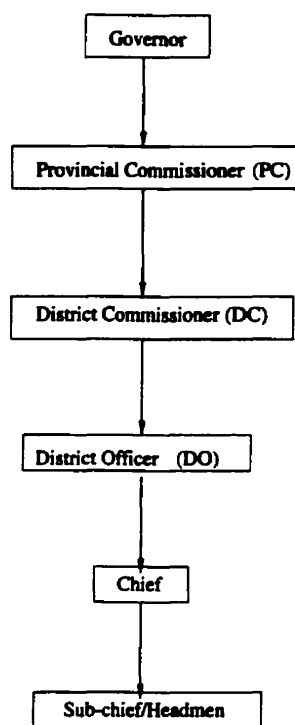 Governor
Provincial Commissioner (PC)
District Commissioner (DC)
District Officer (DO)
Chief
Sub-chief/Headmen